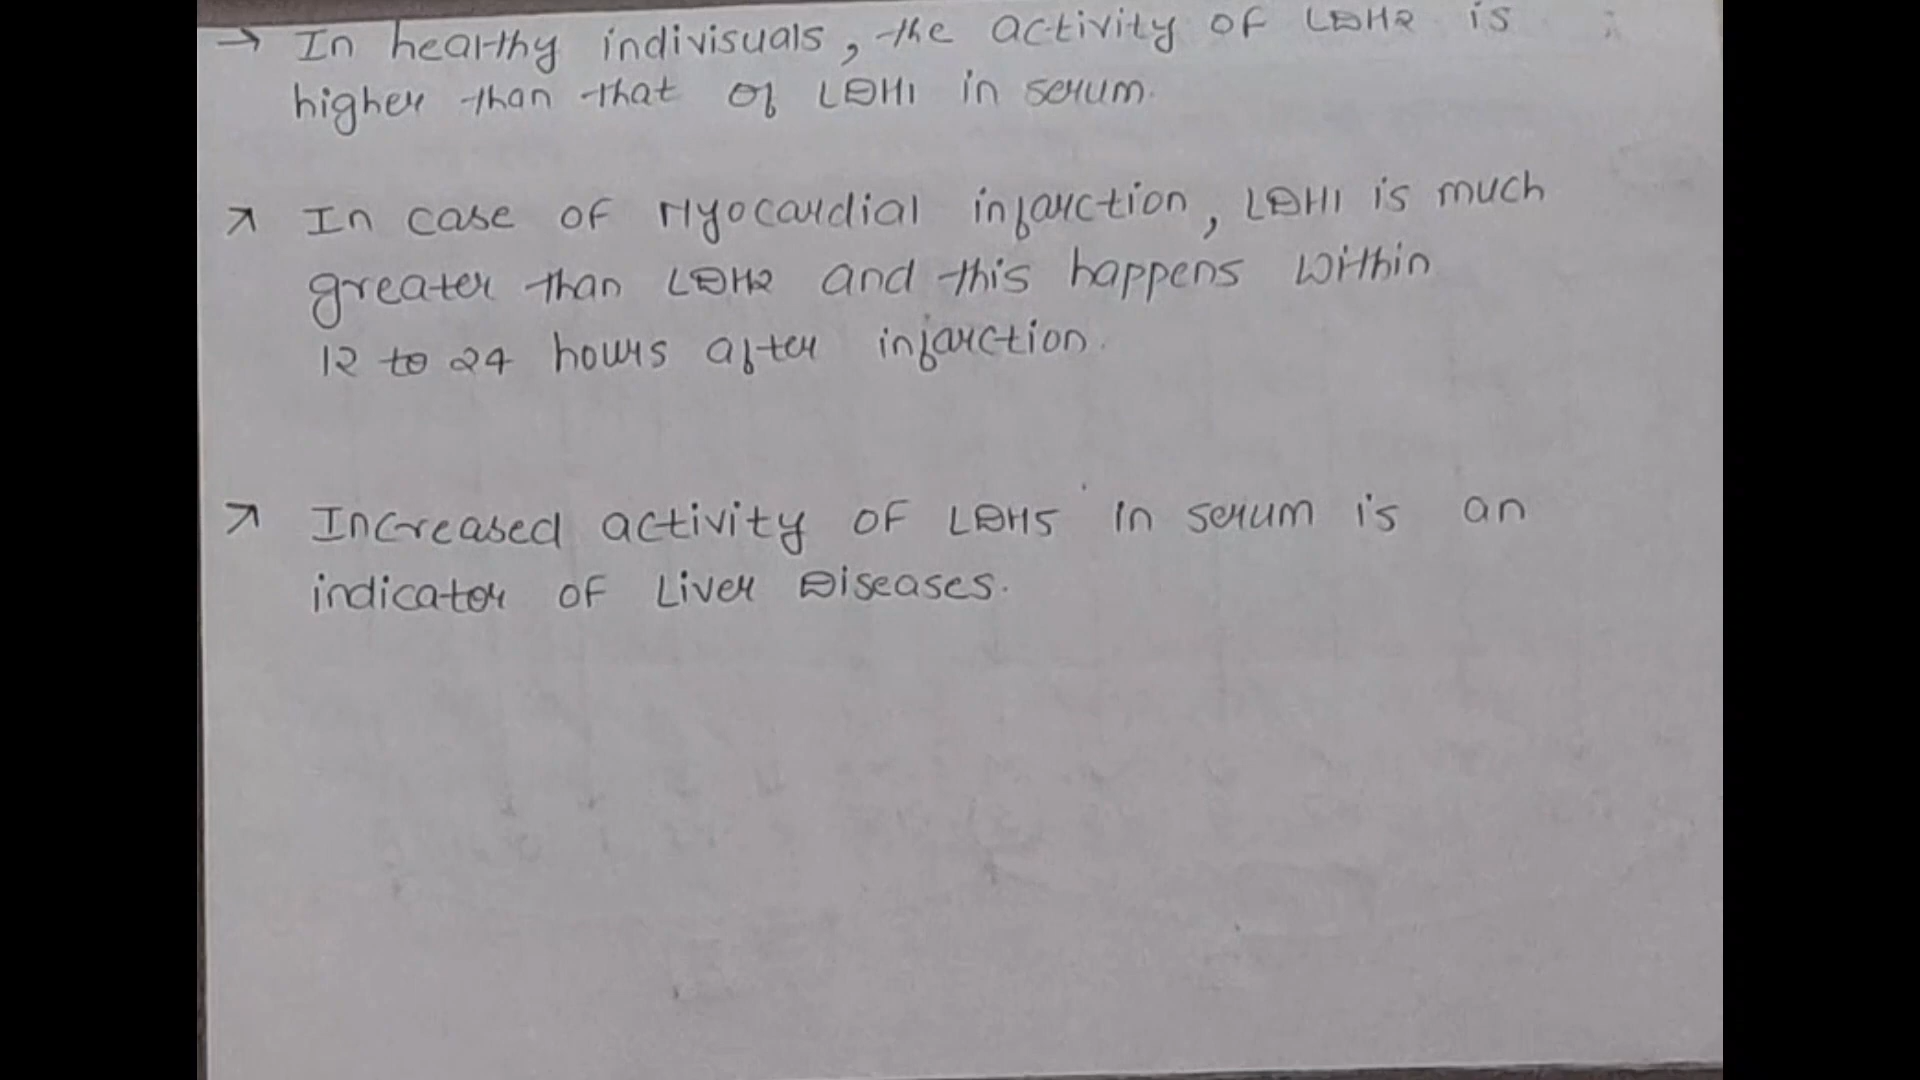 → In healthy indivisuals, the activity of LDH2 is
higher than that of LDH1 in serum.
→ In case of Myocardial infarction, LDH1 is much
greater than LDH2 and this happens within
12 to 24 hours after infarction.
→ Increased activity of LDH5 in serum is an
indicator of Liver Diseases.